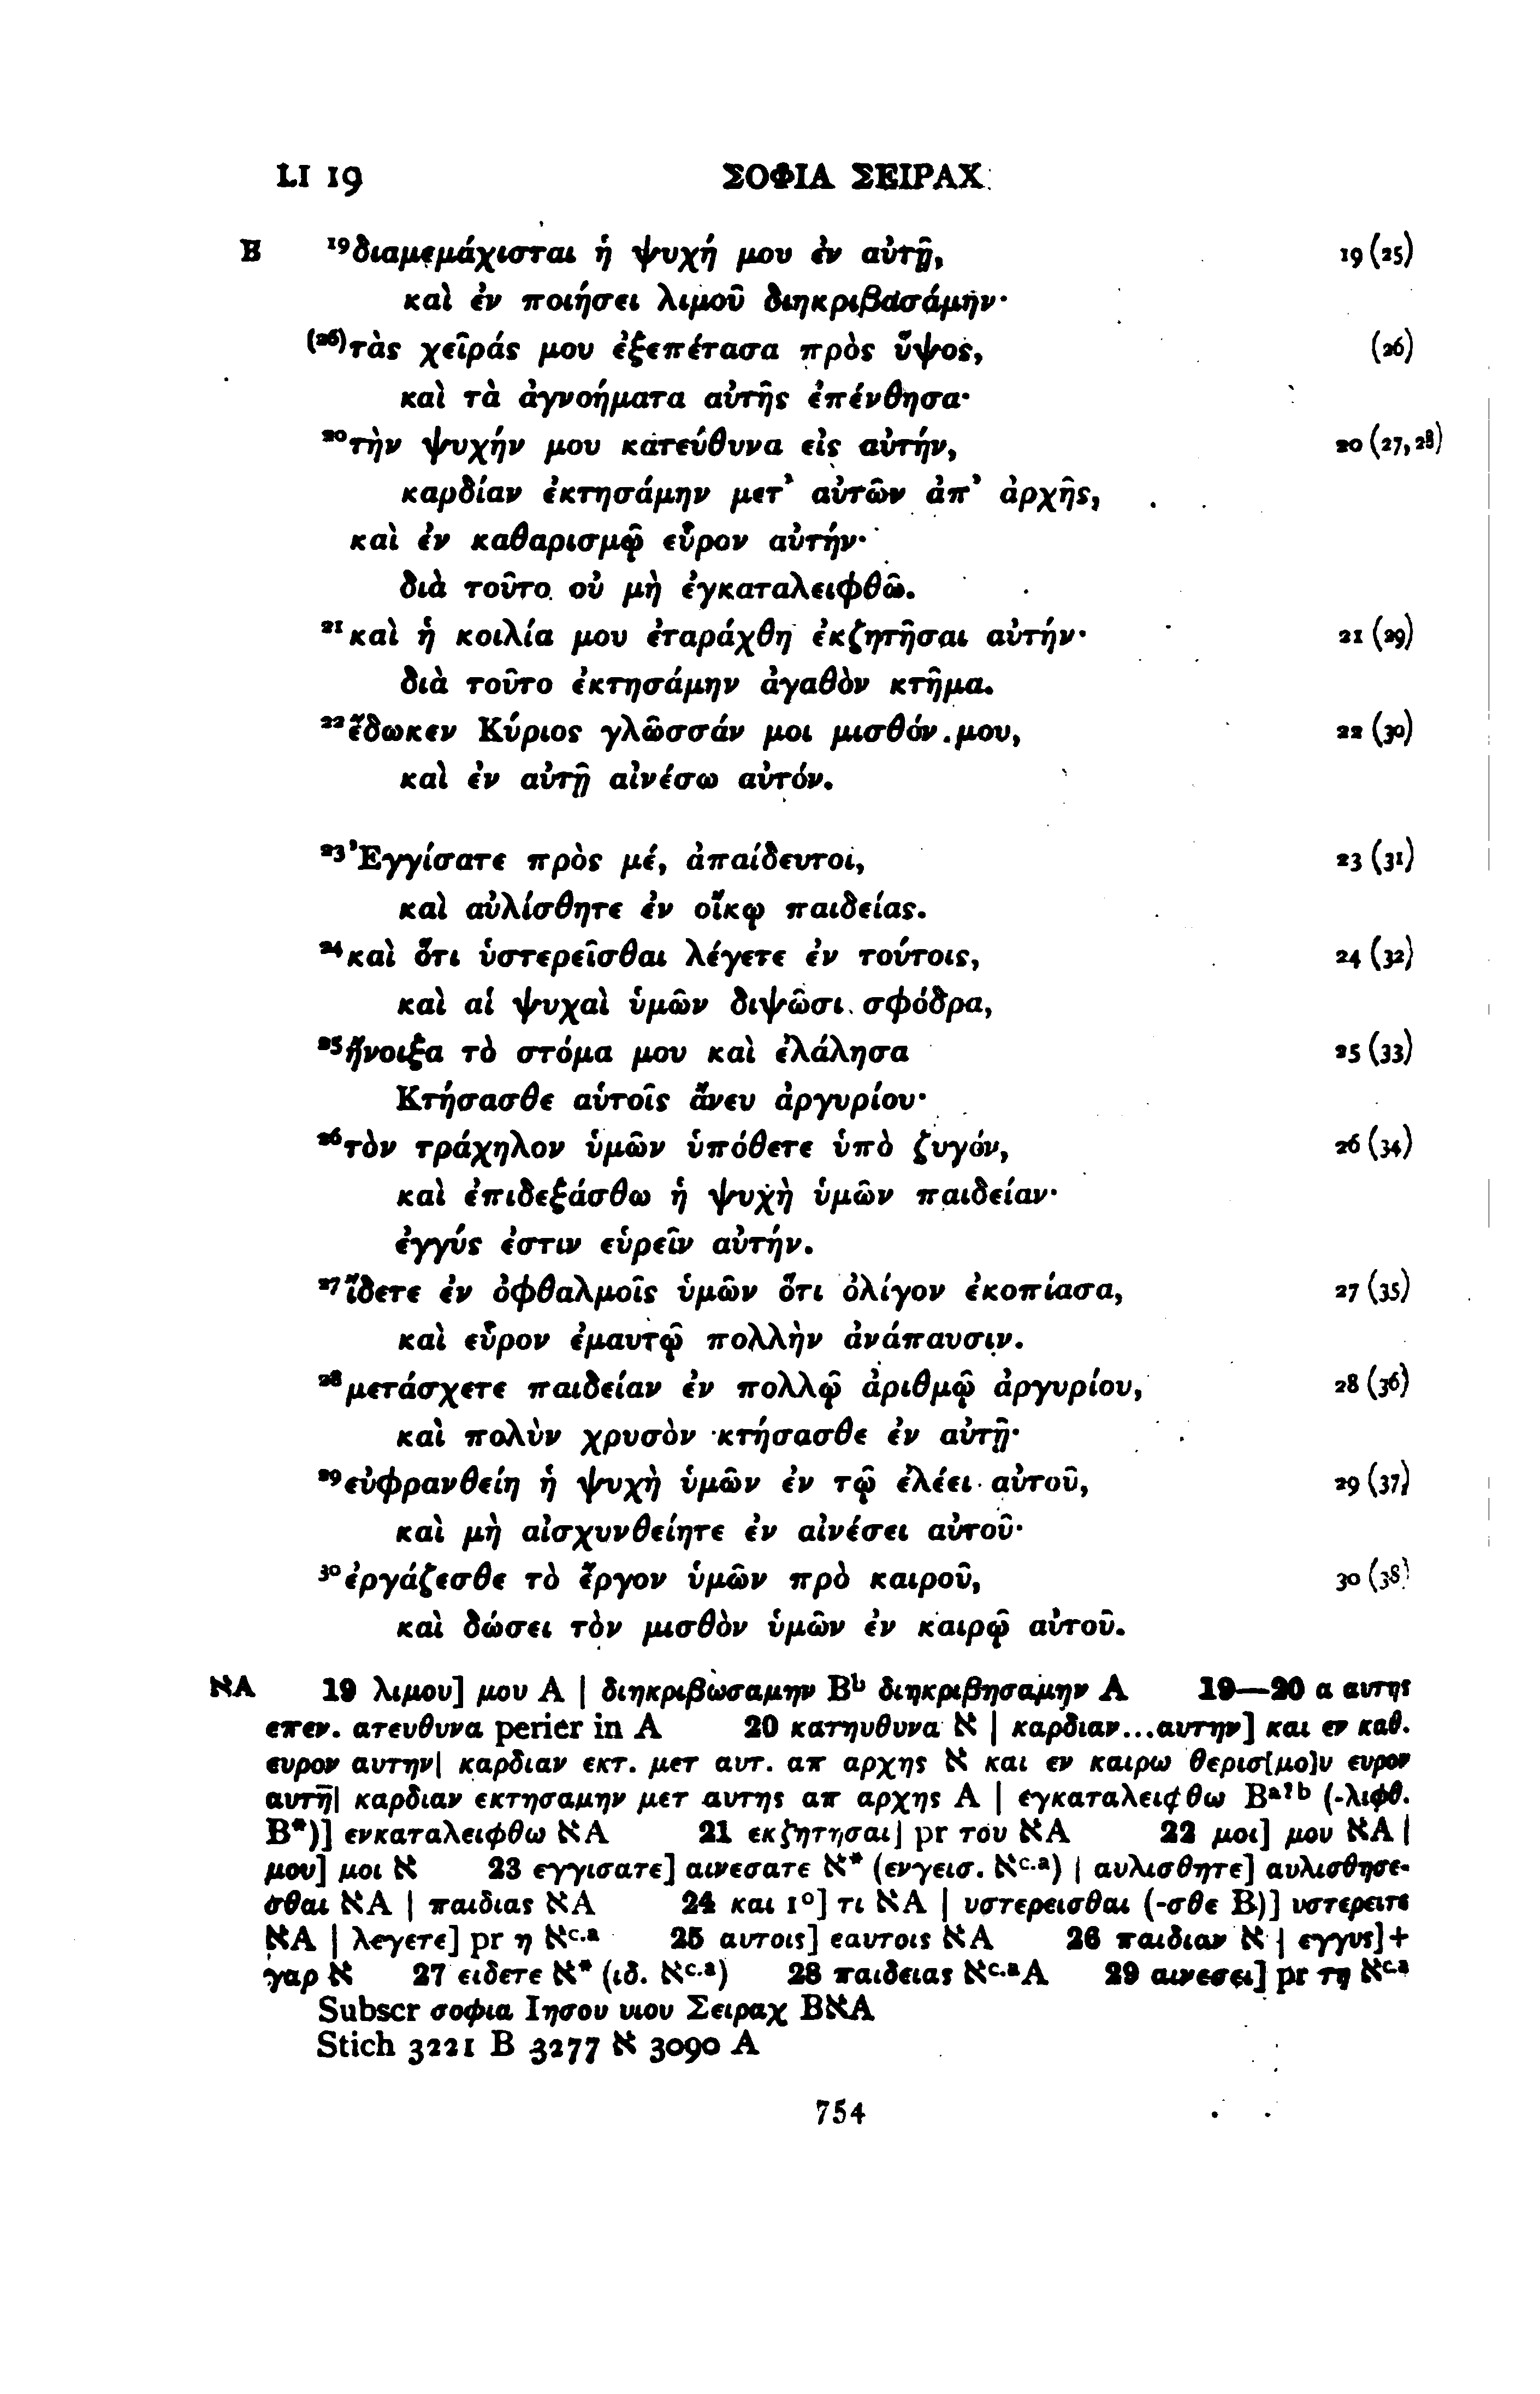 LI 19 ΣΟΦΙΑ ΣΕΙΡΑΧ
B ¹⁹διαμεμάχισται ἡ ψυχή μου ἐν αὐτῇ, 19 (25)
καὶ ἐν ποιήσει λιμοῦ διηκριβασάμην·
⁽²⁶⁾τὰς χεῖράς μου ἐξεπέτασα πρὸς ὕψος, (26)
καὶ τὰ ἀγνοήματα αὐτῆς ἐπένθησα·
²⁰τὴν ψυχήν μου κατεύθυνα εἰς αὐτήν, 20 (27, 28)
καρδίαν ἐκτησάμην μετ᾽ αὐτῶν ἀπ᾽ ἀρχῆς,
καὶ ἐν καθαρισμῷ εὗρον αὐτήν·
διὰ τοῦτο οὐ μὴ ἐγκαταλειφθῶ.
²¹καὶ ἡ κοιλία μου ἐταράχθη ἐκζητῆσαι αὐτήν· 21 (29)
διὰ τοῦτο ἐκτησάμην ἀγαθὸν κτῆμα.
²²ἔδωκεν Κύριος γλῶσσάν μοι μισθόν μου, 22 (30)
καὶ ἐν αὐτῇ αἰνέσω αὐτόν.
²³Ἐγγίσατε πρὸς μέ, ἀπαίδευτοι, 23 (31)
καὶ αὐλίσθητε ἐν οἴκῳ παιδείας.
²⁴καὶ ὅτι ὑστερεῖσθαι λέγετε ἐν τούτοις, 24 (32)
καὶ αἱ ψυχαὶ ὑμῶν διψῶσι σφόδρα,
²⁵ἤνοιξα τὸ στόμα μου καὶ ἐλάλησα 25 (33)
Κτήσασθε αὑτοῖς ἄνευ ἀργυρίου·
²⁶τὸν τράχηλον ὑμῶν ὑπόθετε ὑπὸ ζυγόν, 26 (34)
καὶ ἐπιδεξάσθω ἡ ψυχὴ ὑμῶν παιδείαν·
ἐγγύς ἐστιν εὑρεῖν αὐτήν.
²⁷ἴδετε ἐν ὀφθαλμοῖς ὑμῶν ὅτι ὀλίγον ἐκοπίασα, 27 (35)
καὶ εὗρον ἐμαυτῷ πολλὴν ἀνάπαυσιν.
²⁸μετάσχετε παιδείαν ἐν πολλῷ ἀριθμῷ ἀργυρίου, 28 (36)
καὶ πολὺν χρυσὸν κτήσασθε ἐν αὐτῇ·
²⁹εὐφρανθείη ἡ ψυχὴ ὑμῶν ἐν τῷ ἐλέει αὐτοῦ, 29 (37)
καὶ μὴ αἰσχυνθείητε ἐν αἰνέσει αὐτοῦ·
³⁰ἐργάζεσθε τὸ ἔργον ὑμῶν πρὸ καιροῦ, 30 (38)
καὶ δώσει τὸν μισθὸν ὑμῶν ἐν καιρῷ αὐτοῦ.
ℵA 19 λιμου] μου A | διηκριβωσαμην Bᵇ διηκριβησαμην A 19—20 α αυτης
επεν. ατευθυνα perier in A 20 κατηυθυνα ℵ | καρδιαν...αυτην] και εν καθ.
ευρον αυτην| καρδιαν εκτ. μετ αυτ. απ αρχης ℵ και εν καιρω θερισ[μο]υ ευρον
αυτη̅| καρδιαν εκτησαμην μετ αυτης απ αρχης A | εγκαταλειφθω Bᵃ?ᵇ (-λιφθ.
B*)] ενκαταλειφθω ℵA 21 εκζητησαι] pr του ℵA 22 μοι] μου ℵA |
μου] μοι ℵ 23 εγγισατε] αινεσατε ℵ* (ενγεισ. ℵᶜ·ᵃ) | αυλισθητε] αυλισθησε-
σθαι ℵA | παιδιας ℵA 24 και 1°] τι ℵA | υστερεισθαι (-σθε B)] υστερειτε
ℵA | λεγετε] pr η ℵᶜ·ᵃ 25 αυτοις] εαυτοις ℵA 26 παιδιαν ℵ | εγγυς]+
γαρ ℵ 27 ειδετε ℵ* (ιδ. ℵᶜ·ᵃ) 28 παιδειας ℵᶜ·ᵃA 29 αινεσει] pr τη ℵᶜ·ᵃ
Subscr σοφια Ιησου υιου Σειραχ BℵA
Stich 3221 B 3277 ℵ 3090 A
754